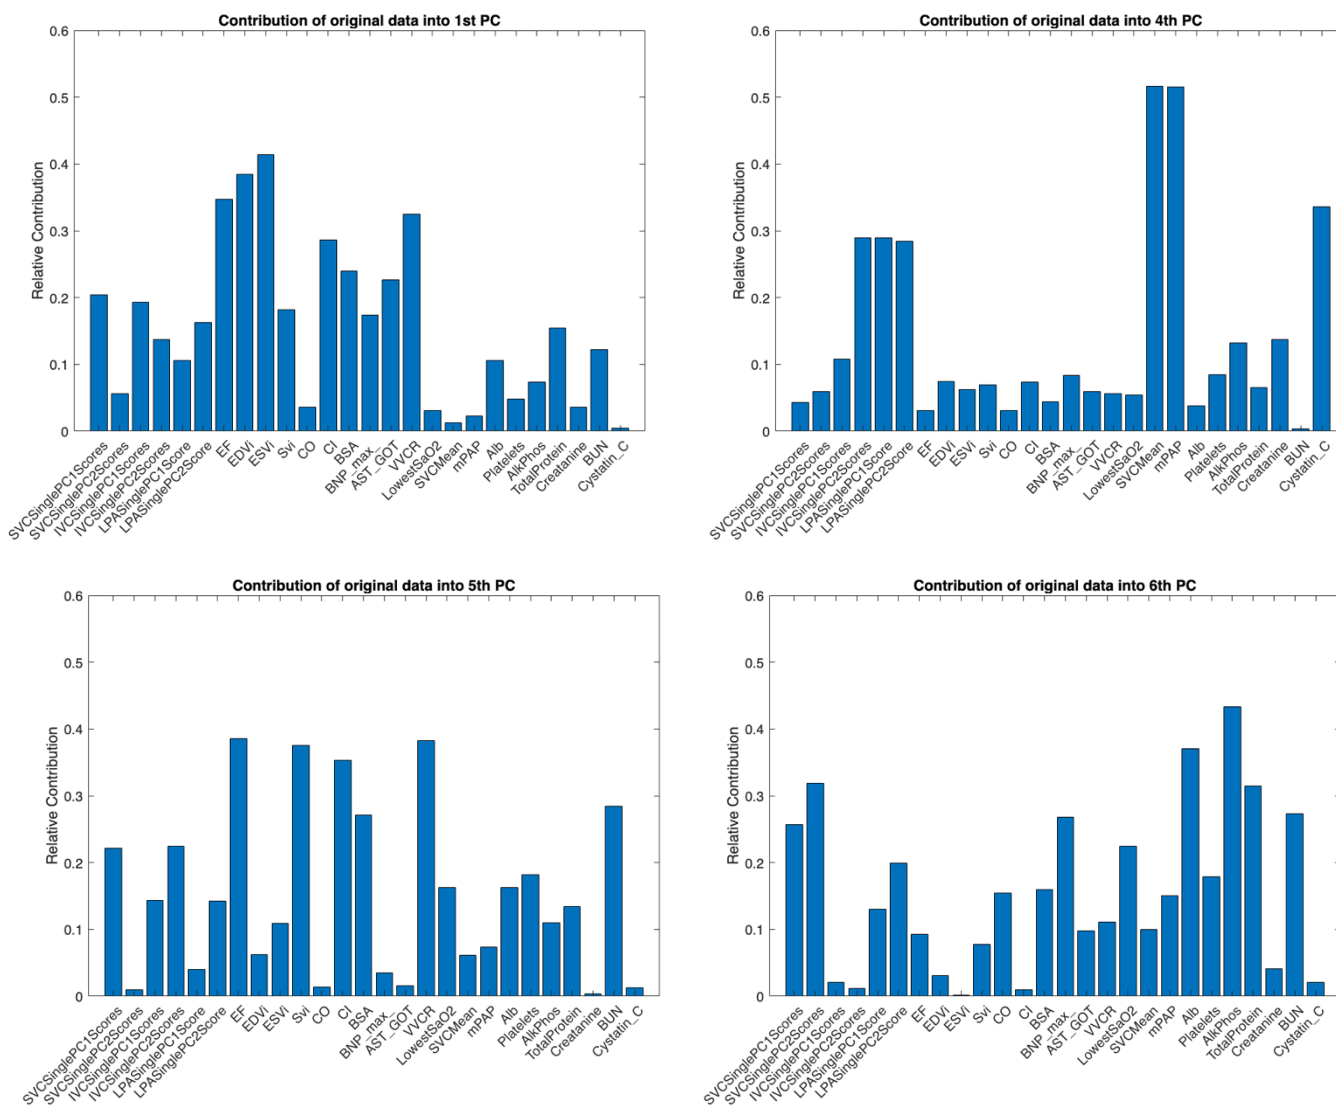 Contribution of original data into 1st PC
0.6
0.5
0.4
0.3
0.2
0.1
0
Relative Contribution
SVCSinglePC1Scores
SVCSinglePC2Scores
IVCSinglePC1Scores
IVCSinglePC2Scores
LPASinglePC1Score
LPASinglePC2Score
EF
EDVi
ESVi
Svi
CO
CI
BSA
BNP_max_
AST_GOT
VVCR
LowestSaO2
SVCMean
mPAP
Alb
Platelets
AlkPhos
TotalProtein
Creatanine
BUN
Cystatin_C
Contribution of original data into 4th PC
0.6
0.5
0.4
0.3
0.2
0.1
0
Relative Contribution
SVCSinglePC1Scores
SVCSinglePC2Scores
IVCSinglePC1Scores
IVCSinglePC2Scores
LPASinglePC1Score
LPASinglePC2Score
EF
EDVi
ESVi
Svi
CO
CI
BSA
BNP_max_
AST_GOT
VVCR
LowestSaO2
SVCMean
mPAP
Alb
Platelets
AlkPhos
TotalProtein
Creatanine
BUN
Cystatin_C
Contribution of original data into 5th PC
0.6
0.5
0.4
0.3
0.2
0.1
0
Relative Contribution
SVCSinglePC1Scores
SVCSinglePC2Scores
IVCSinglePC1Scores
IVCSinglePC2Scores
LPASinglePC1Score
LPASinglePC2Score
EF
EDVi
ESVi
Svi
CO
CI
BSA
BNP_max_
AST_GOT
VVCR
LowestSaO2
SVCMean
mPAP
Alb
Platelets
AlkPhos
TotalProtein
Creatanine
BUN
Cystatin_C
Contribution of original data into 6th PC
0.6
0.5
0.4
0.3
0.2
0.1
0
Relative Contribution
SVCSinglePC1Scores
SVCSinglePC2Scores
IVCSinglePC1Scores
IVCSinglePC2Scores
LPASinglePC1Score
LPASinglePC2Score
EF
EDVi
ESVi
Svi
CO
CI
BSA
BNP_max_
AST_GOT
VVCR
LowestSaO2
SVCMean
mPAP
Alb
Platelets
AlkPhos
TotalProtein
Creatanine
BUN
Cystatin_C